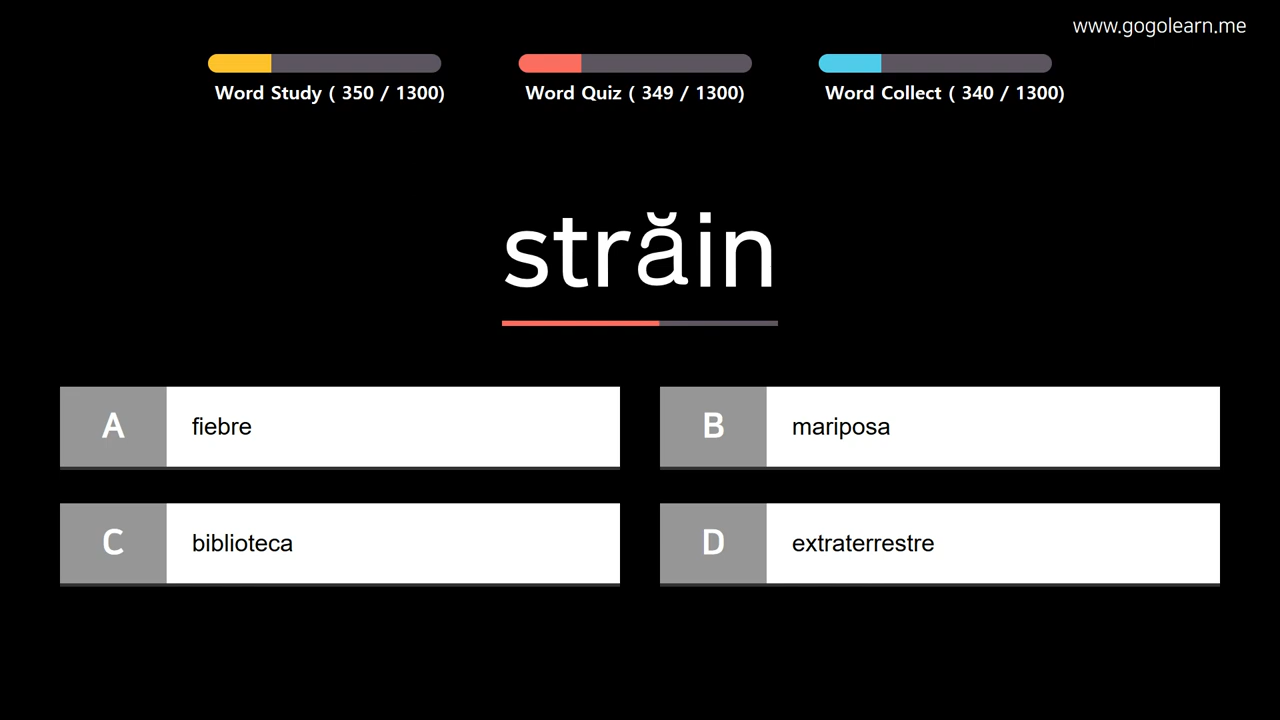 www.gogolearn.me
Word Study ( 350 / 1300)
Word Quiz ( 349 / 1300)
Word Collect ( 340 / 1300)
străin
A fiebre
B mariposa
C biblioteca
D extraterrestre